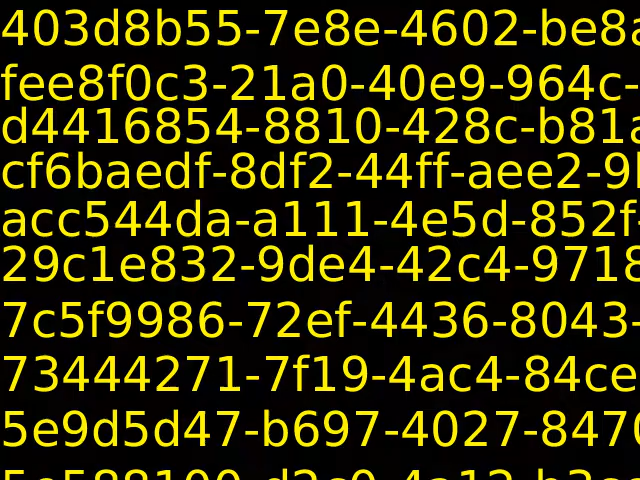 403d8b55-7e8e-4602-be8a
fee8f0c3-21a0-40e9-964c-
d4416854-8810-428c-b81a
cf6baedf-8df2-44ff-aee2-9
acc544da-a111-4e5d-852f-
29c1e832-9de4-42c4-9718
7c5f9986-72ef-4436-8043-
73444271-7f19-4ac4-84ce
5e9d5d47-b697-4027-8470